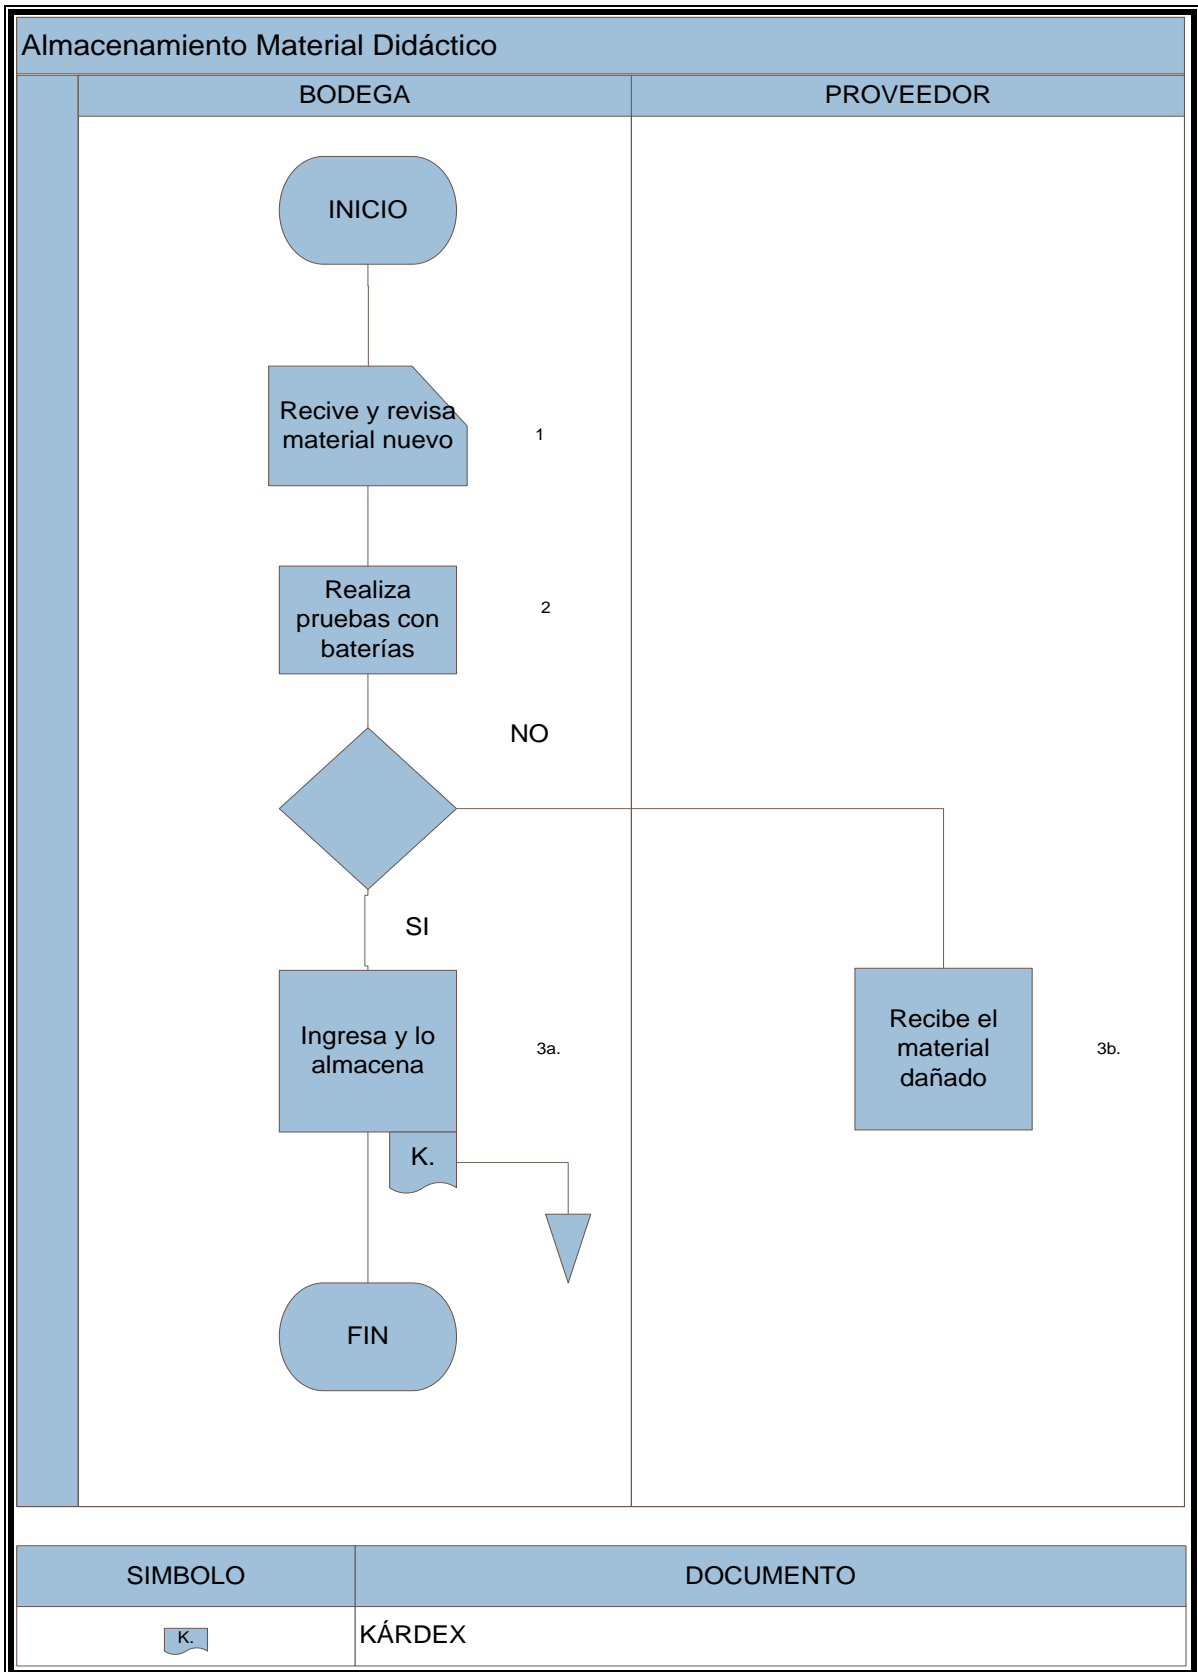 Almacenamiento Material Didáctico
BODEGA
PROVEEDOR
INICIO
Recive y revisa
material nuevo
1
Realiza
pruebas con
baterías
2
NO
SI
Ingresa y lo
almacena
3a.
Recibe el
material
dañado
3b.
K.
FIN
SIMBOLO
DOCUMENTO
K.
KÁRDEX